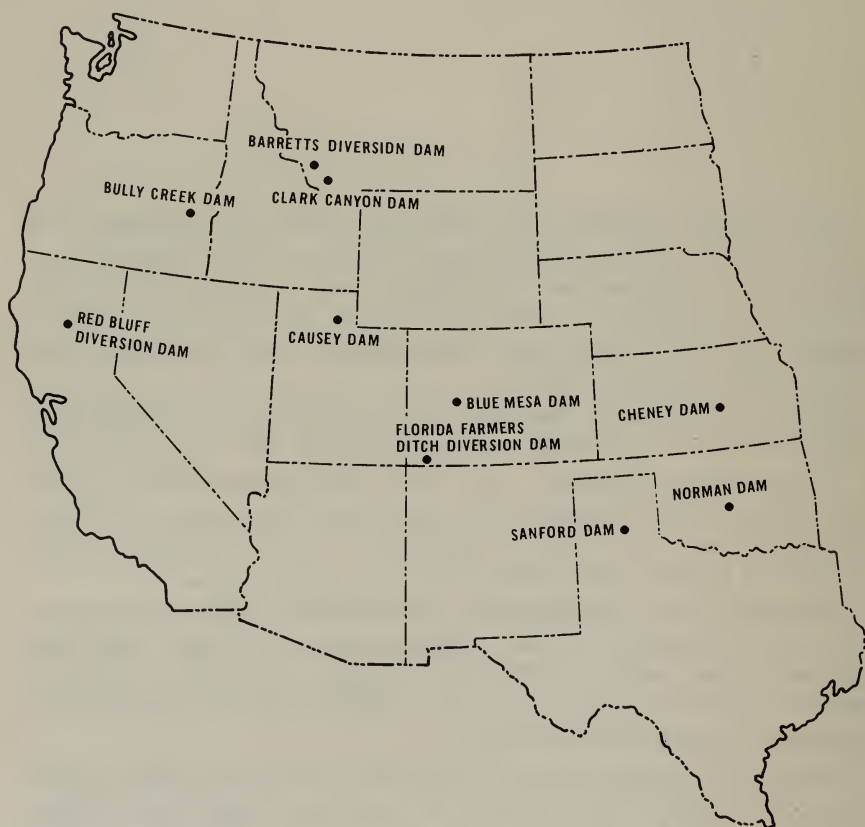 BARRETTS DIVERSION DAM
BULLY CREEK DAM
CLARK CANYON DAM
RED BLUFF
DIVERSION DAM
CAUSEY DAM
BLUE MESA DAM
FLORIDA FARMERS
DITCH DIVERSION DAM
CHENEY DAM
NORMAN DAM
SANFORD DAM